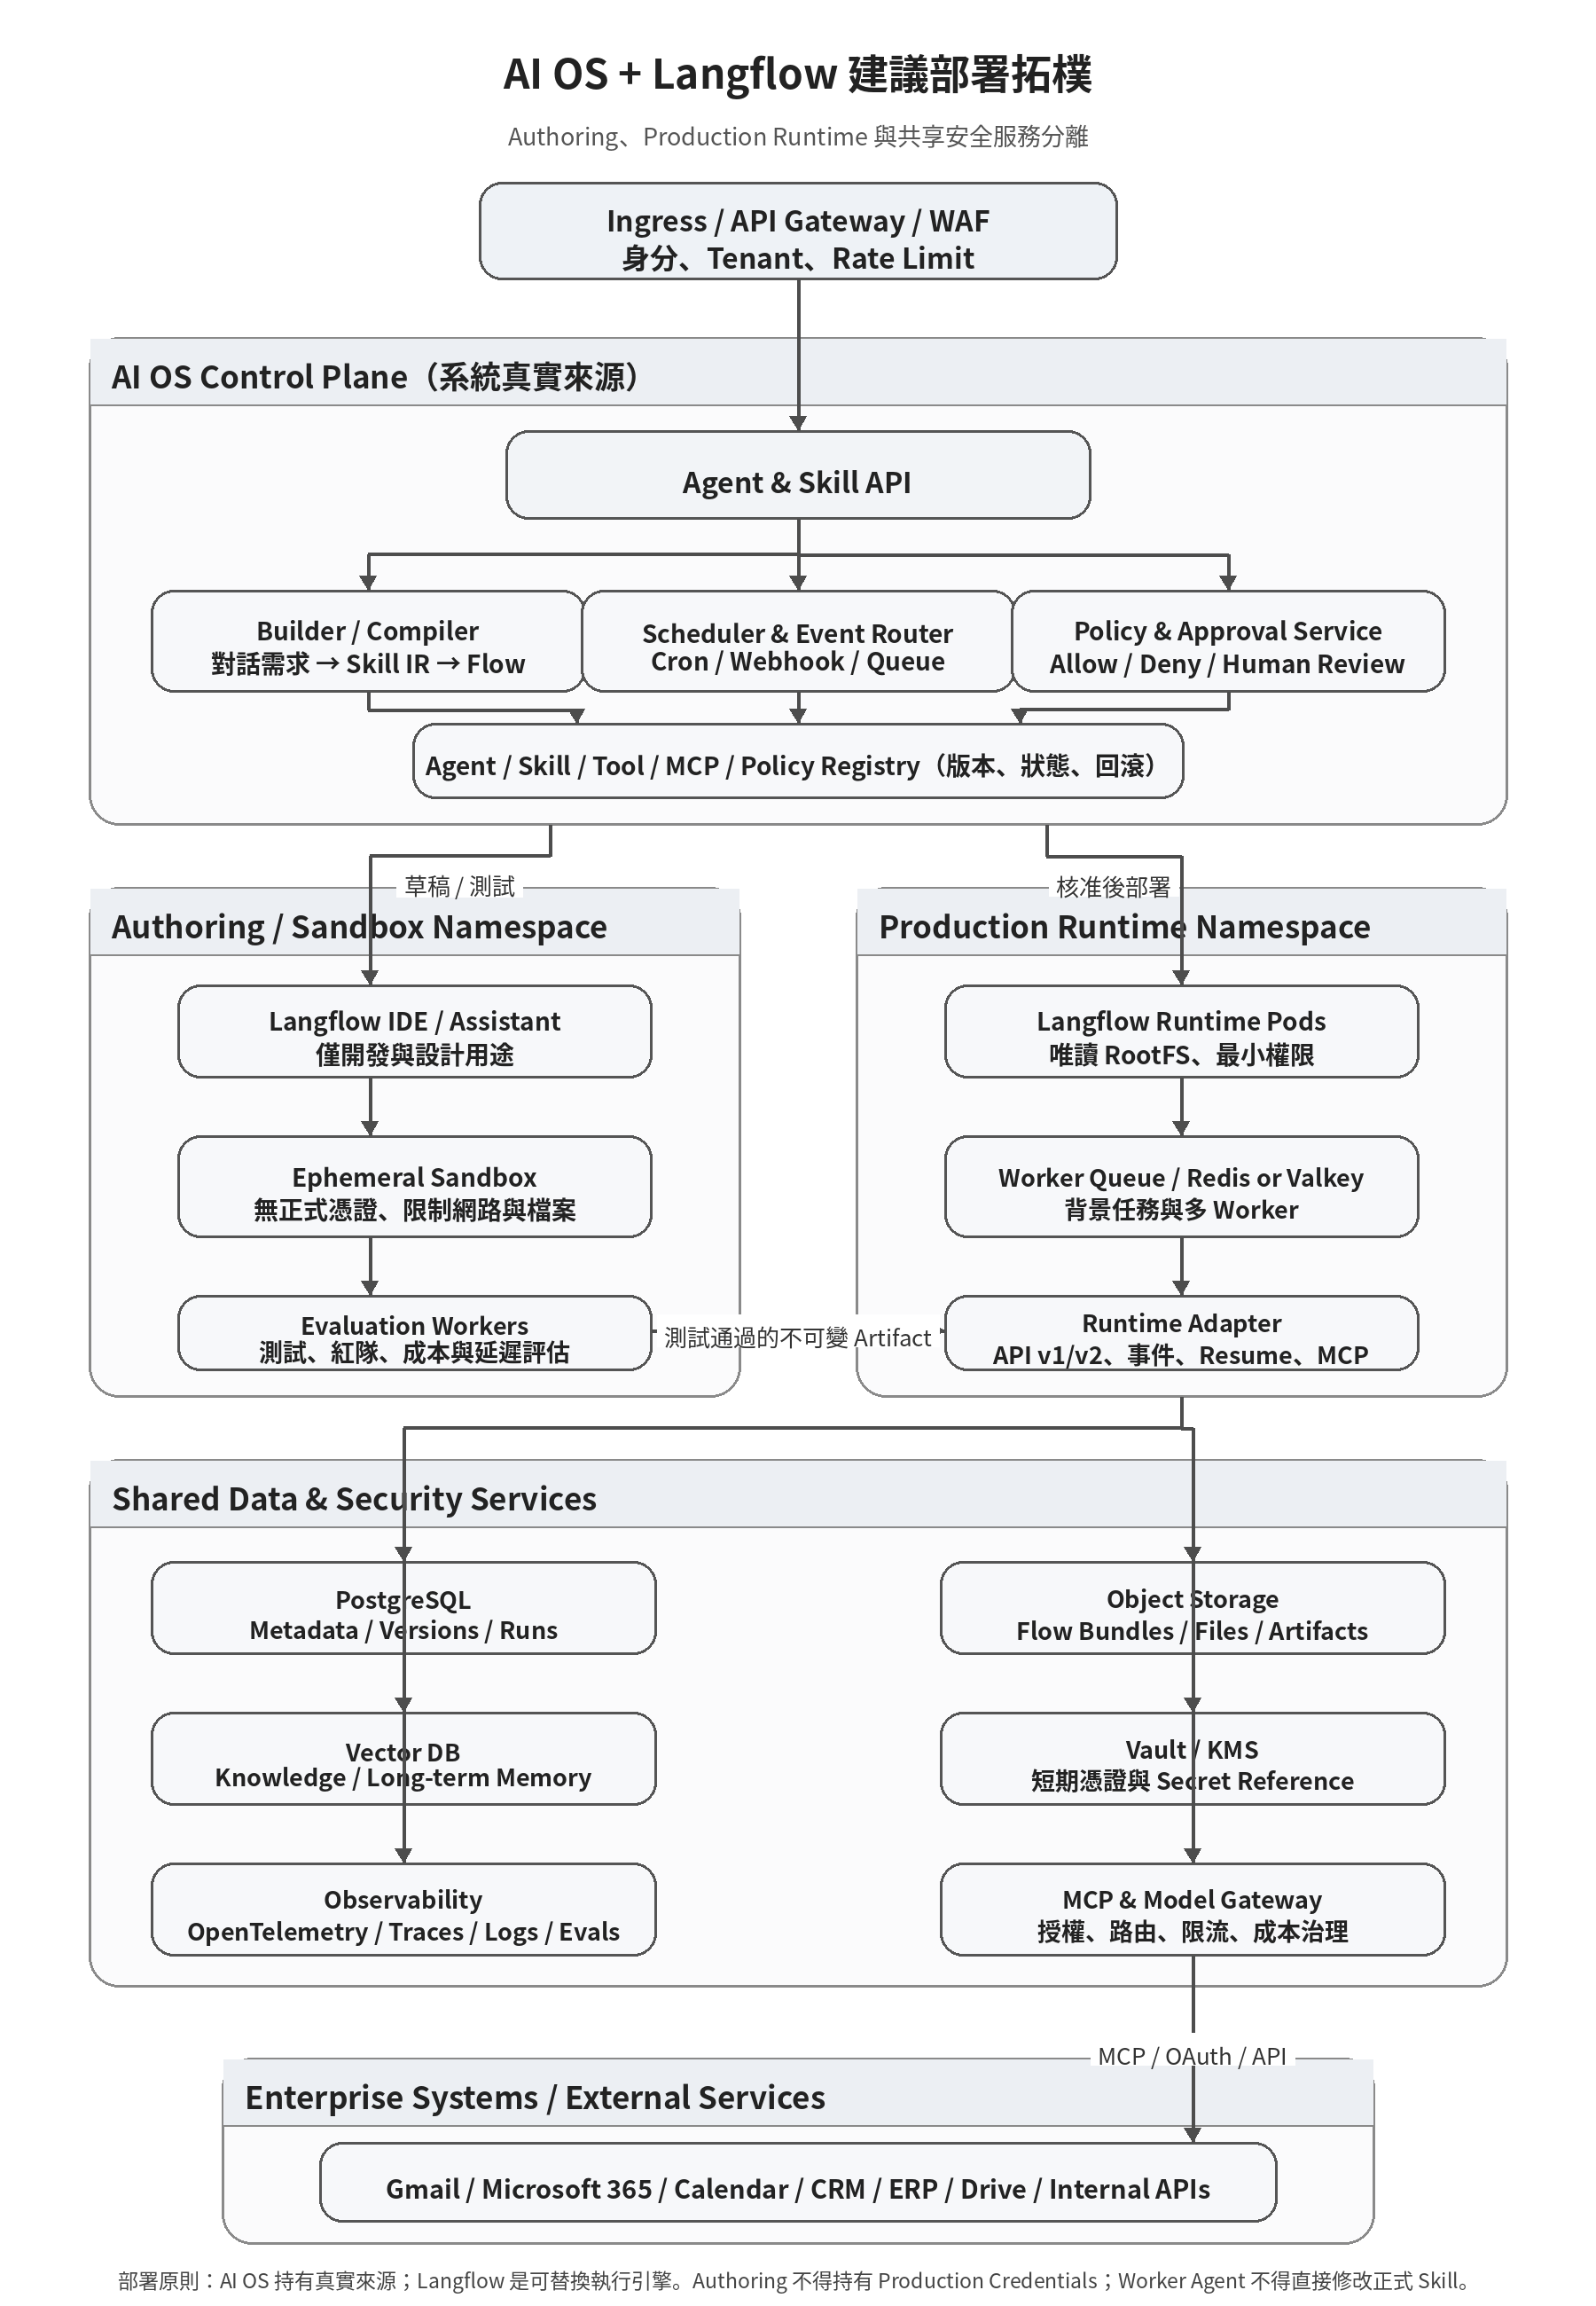 AI OS + Langflow 建議部署拓樸
Authoring、Production Runtime 與共享安全服務分離
Ingress / API Gateway / WAF
身分、Tenant、Rate Limit
AI OS Control Plane（系統真實來源）
Agent & Skill API
Builder / Compiler
對話需求 → Skill IR → Flow
Scheduler & Event Router
Cron / Webhook / Queue
Policy & Approval Service
Allow / Deny / Human Review
Agent / Skill / Tool / MCP / Policy Registry（版本、狀態、回滾）
草稿 / 測試
核准後部署
Authoring / Sandbox Namespace
Langflow IDE / Assistant
僅開發與設計用途
Ephemeral Sandbox
無正式憑證、限制網路與檔案
Evaluation Workers
測試、紅隊、成本與延遲評估
測試通過的不可變 Artifact
Production Runtime Namespace
Langflow Runtime Pods
唯讀 RootFS、最小權限
Worker Queue / Redis or Valkey
背景任務與多 Worker
Runtime Adapter
API v1/v2、事件、Resume、MCP
Shared Data & Security Services
PostgreSQL
Metadata / Versions / Runs
Vector DB
Knowledge / Long-term Memory
Observability
OpenTelemetry / Traces / Logs / Evals
Object Storage
Flow Bundles / Files / Artifacts
Vault / KMS
短期憑證與 Secret Reference
MCP & Model Gateway
授權、路由、限流、成本治理
MCP / OAuth / API
Enterprise Systems / External Services
Gmail / Microsoft 365 / Calendar / CRM / ERP / Drive / Internal APIs
部署原則：AI OS 持有真實來源；Langflow 是可替換執行引擎。Authoring 不得持有 Production Credentials；Worker Agent 不得直接修改正式 Skill。